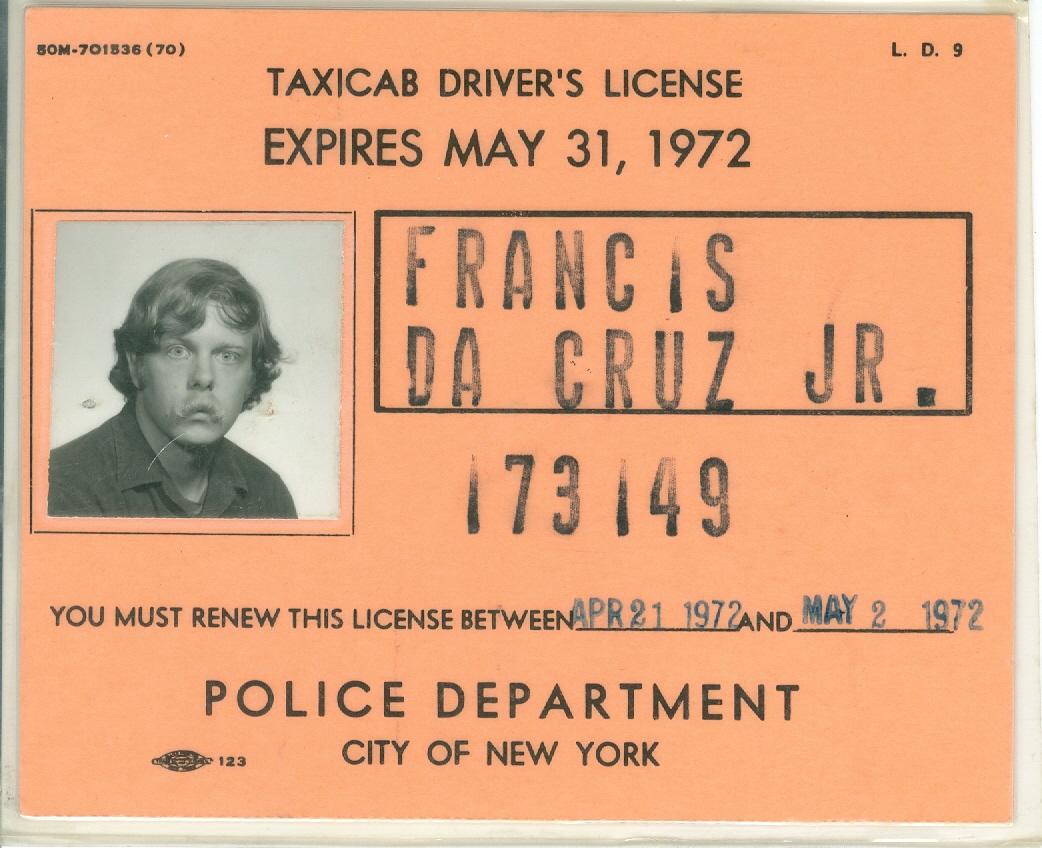 50M-701536 (70)
L. D. 9
TAXICAB DRIVER'S LICENSE
EXPIRES MAY 31, 1972
FRANCIS
DA CRUZ JR.
173149
YOU MUST RENEW THIS LICENSE BETWEEN APR 21 1972 AND MAY 2 1972
POLICE DEPARTMENT
CITY OF NEW YORK
123